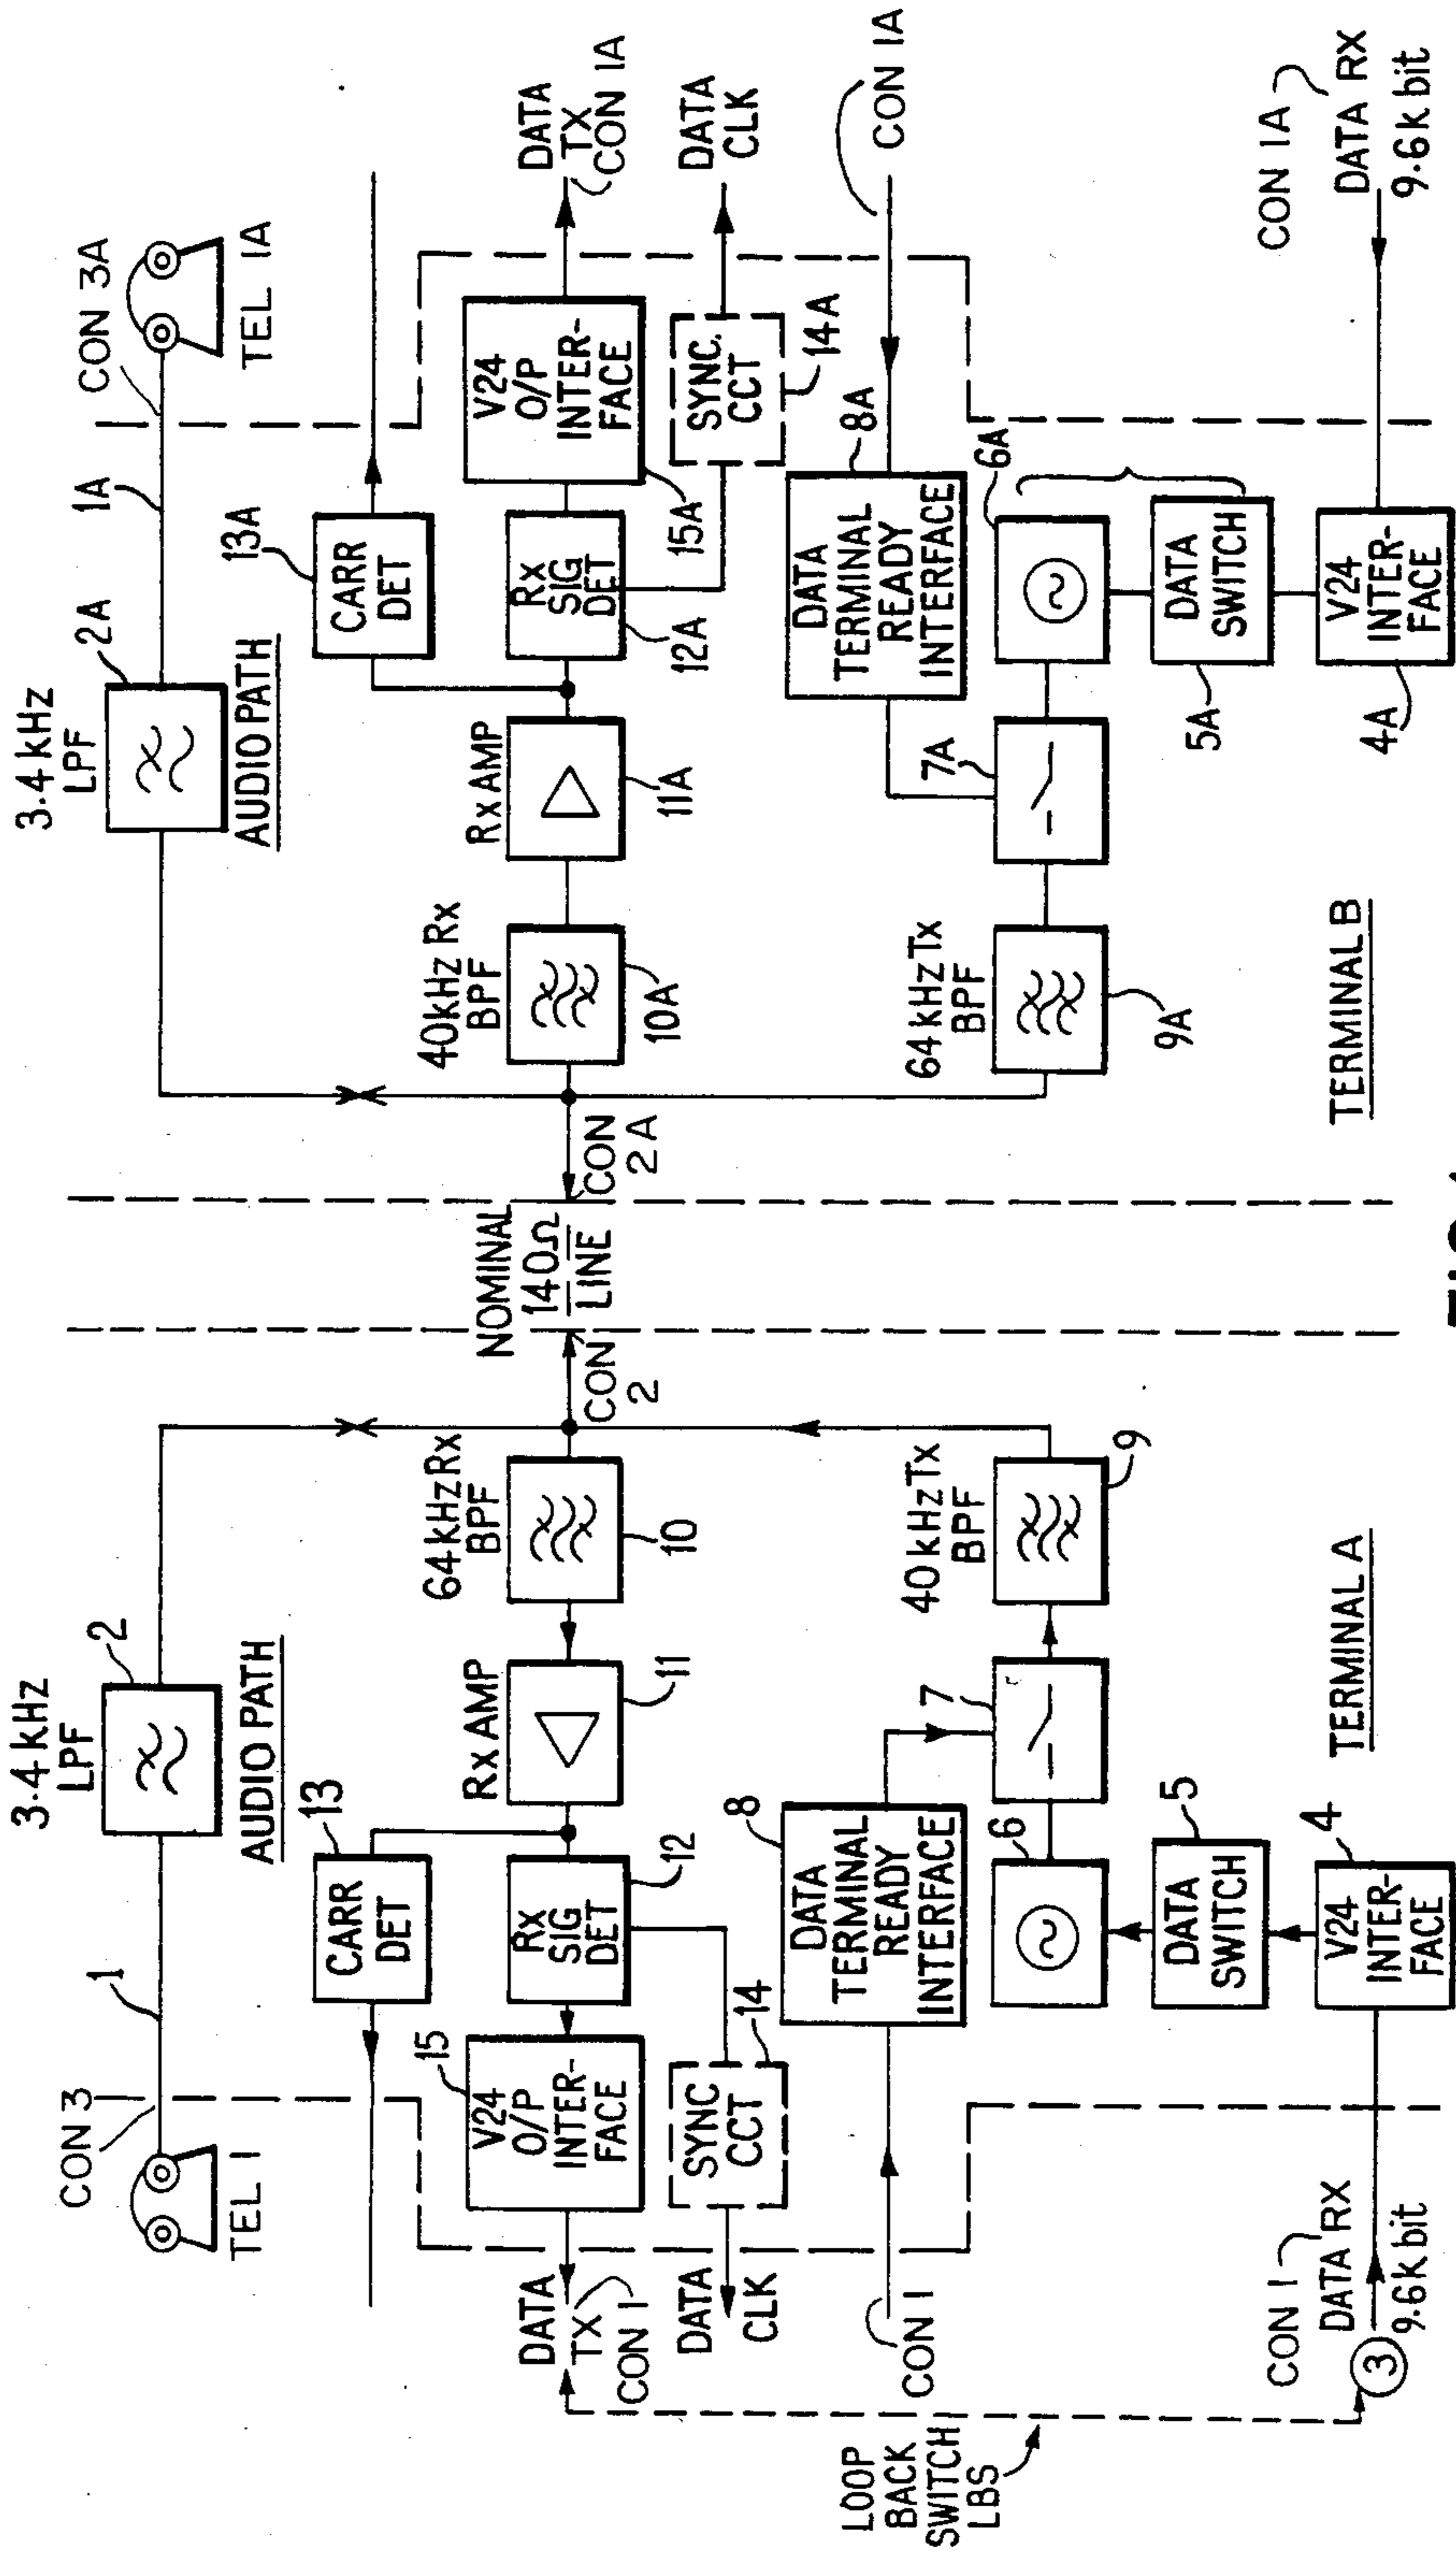 3·4 kHz
LPF
CON 3
1
2
TEL 1
AUDIO PATH
13
CARR
DET
64kHz Rx
BPF
Rx AMP
10
11
12
Rx
SIG
DET
15
V24
O/P
INTER-
FACE
DATA
TX
CON 1
SYNC
CCT
14
DATA
CLK
LOOP
BACK
SWITCH
LBS
CON 1
8
DATA
TERMINAL
READY
INTERFACE
7
40kHz Tx
BPF
9
6
5
DATA
SWITCH
4
V24
INTER-
FACE
CON 1
DATA RX
9·6k bit
3
TERMINAL A
NOMINAL
140Ω
LINE
CON
2
CON
2A
3·4 kHz
LPF
2A
1A
CON 3A
TEL 1A
AUDIO PATH
13A
CARR
DET
40kHz Rx
BPF
10A
Rx AMP
11A
Rx
SIG
DET
12A
V24
O/P
INTER-
FACE
15A
DATA
TX
CON 1A
SYNC.
CCT
14A
DATA
CLK
DATA
TERMINAL
READY
INTERFACE
8A
CON 1A
64kHz Tx
BPF
9A
7A
6A
DATA
SWITCH
5A
V24
INTER-
FACE
4A
CON 1A
DATA RX
9·6k bit
TERMINAL B